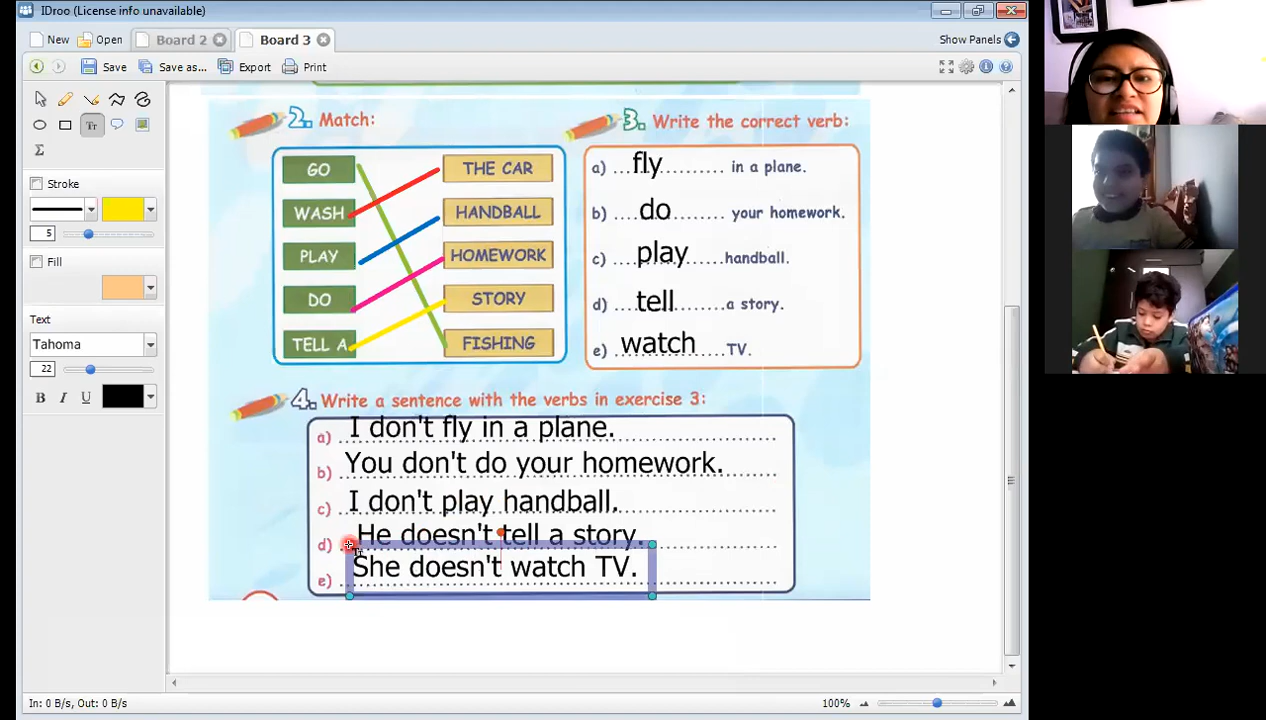 IDroo (License info unavailable)
New Open Board 2 Board 3 Show Panels
Save Save as... Export Print
2. Match:
GO THE CAR
WASH HANDBALL
PLAY HOMEWORK
DO STORY
TELL A FISHING
3. Write the correct verb:
a) ...fly.......... in a plane.
b) ....do........ your homework.
c) ....play......handball.
d) ....tell........a story.
e) watch.....TV.
4. Write a sentence with the verbs in exercise 3:
a) I don't fly in a plane.
b) You don't do your homework.
c) I don't play handball.
d) He doesn't tell a story.
e) She doesn't watch TV.
Tr
Σ
Stroke
5
Fill
Text
Tahoma
22
B I U
In: 0 B/s, Out: 0 B/s 100%